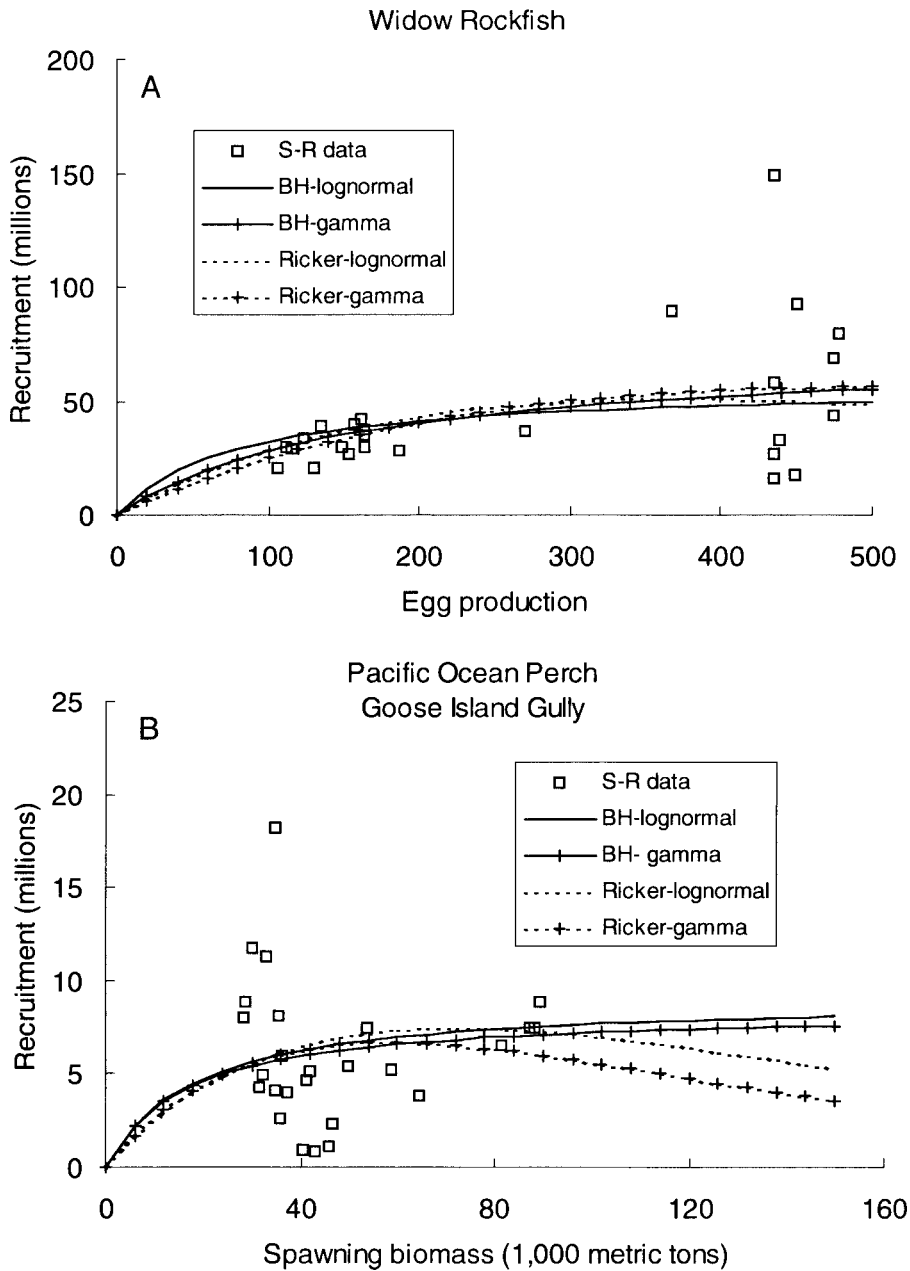 Widow Rockfish
A
200
150
100
50
0
Recruitment (millions)
S-R data
BH-lognormal
BH-gamma
Ricker-lognormal
Ricker-gamma
0 100 200 300 400 500
Egg production
Pacific Ocean Perch
Goose Island Gully
B
25
20
15
10
5
0
Recruitment (millions)
S-R data
BH-lognormal
BH- gamma
Ricker-lognormal
Ricker-gamma
0 40 80 120 160
Spawning biomass (1,000 metric tons)